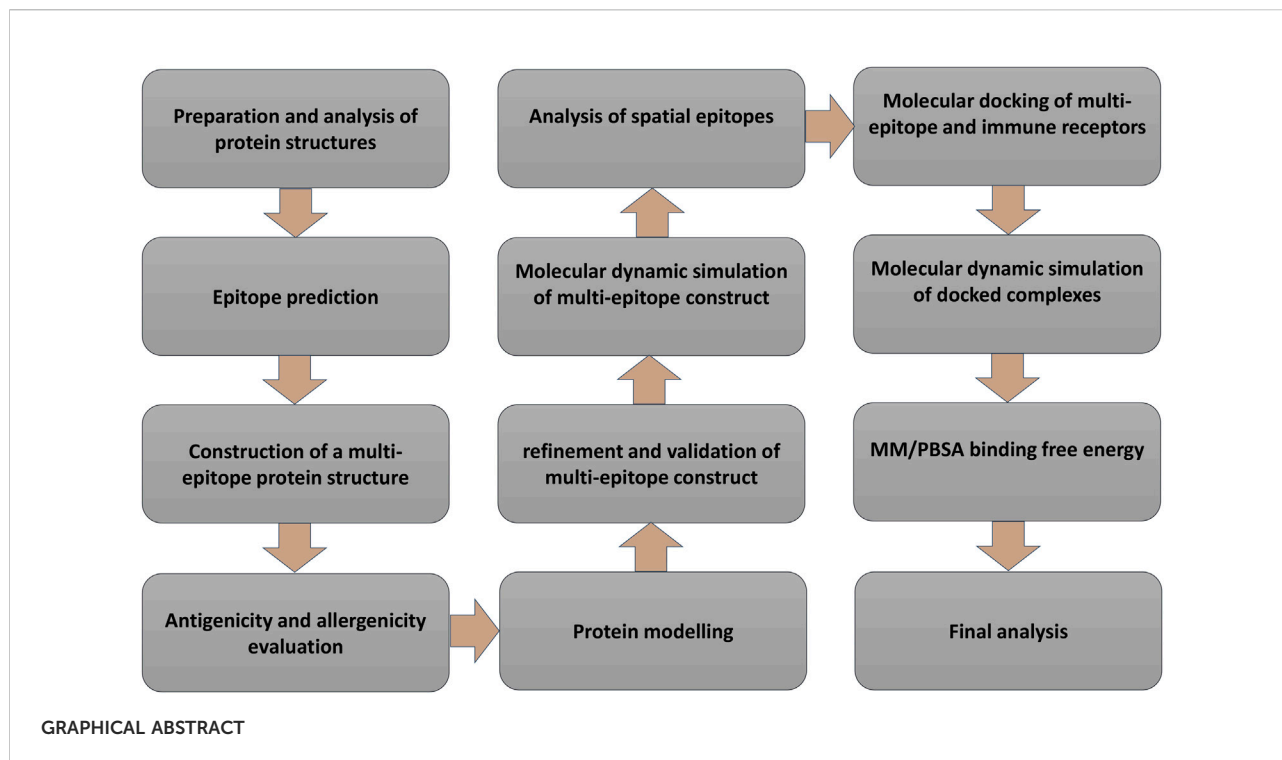 Preparation and analysis of
protein structures
Epitope prediction
Construction of a multi-
epitope protein structure
Antigenicity and allergenicity
evaluation
Protein modelling
refinement and validation of
multi-epitope construct
Molecular dynamic simulation
of multi-epitope construct
Analysis of spatial epitopes
Molecular docking of multi-
epitope and immune receptors
Molecular dynamic simulation
of docked complexes
MM/PBSA binding free energy
Final analysis
GRAPHICAL ABSTRACT